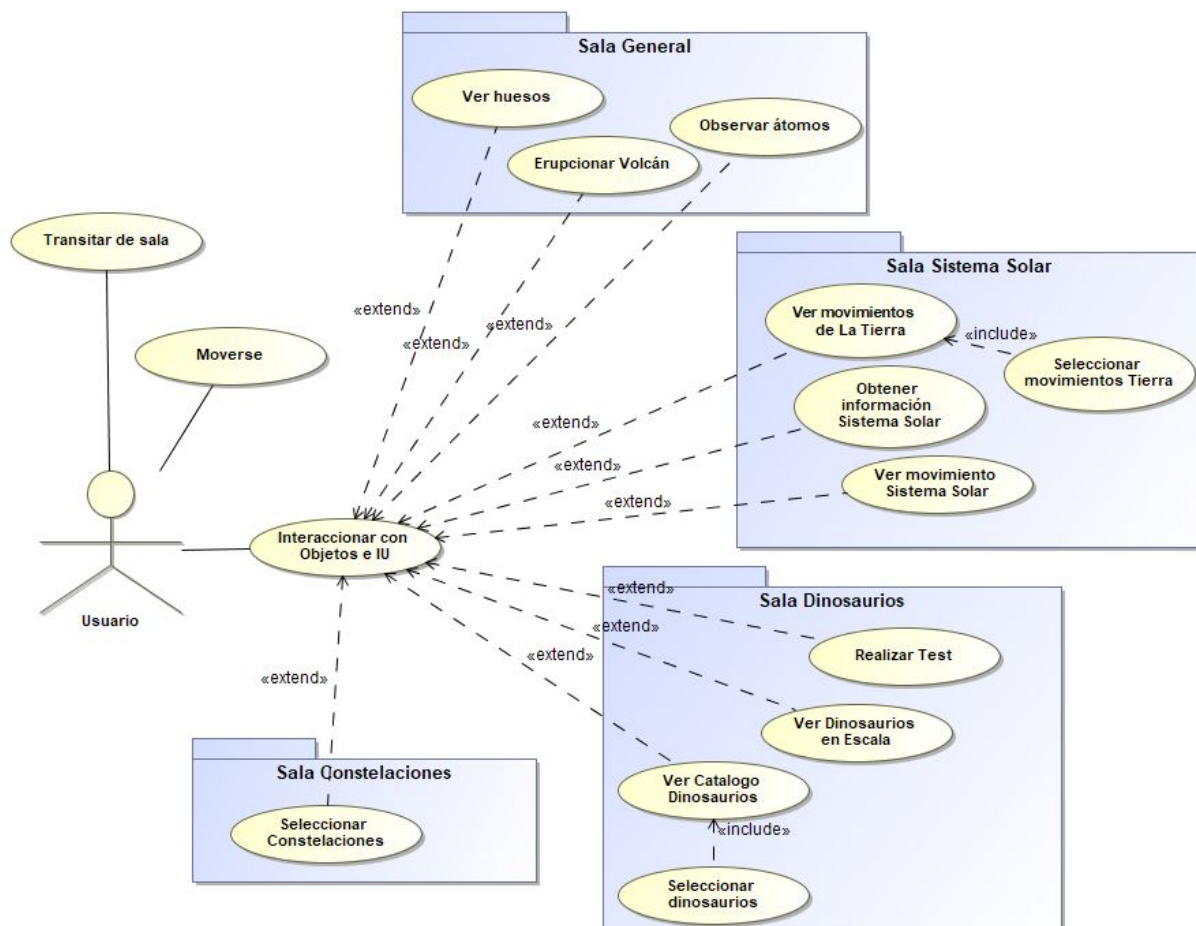 Sala General
Ver huesos
Observar átomos
Erupcionar Volcán
Transitar de sala
Sala Sistema Solar
Ver movimientos
de La Tierra
«extend»
«extend»
«extend»
«include»
Moverse
Seleccionar
movimientos Tierra
Obtener
información
Sistema Solar
«extend»
«extend»
Ver movimiento
Sistema Solar
«extend»
Interaccionar con
Objetos e IU
Usuario
Sala Dinosaurios
«extend»
«extend»
Realizar Test
«extend»
«extend»
Ver Dinosaurios
en Escala
Sala Constelaciones
Ver Catalogo
Dinosaurios
Seleccionar
Constelaciones
«include»
Seleccionar
dinosaurios